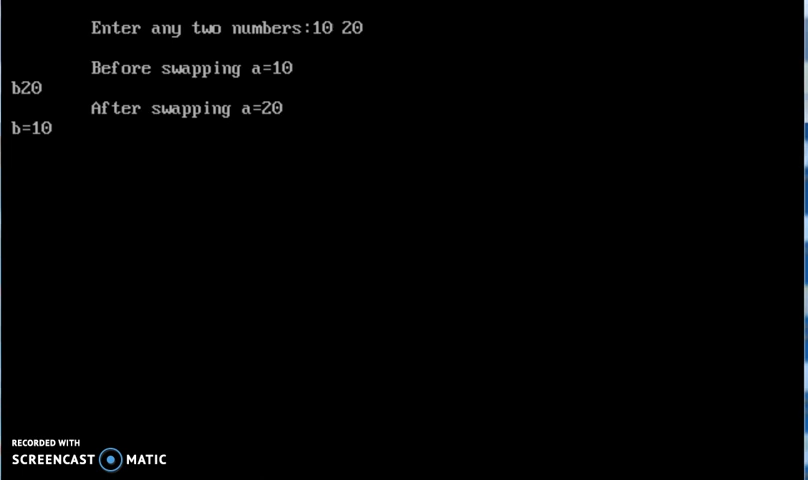 Enter any two numbers:10 20
Before swapping a=10
b20
After swapping a=20
b=10
RECORDED WITH
SCREENCAST MATIC